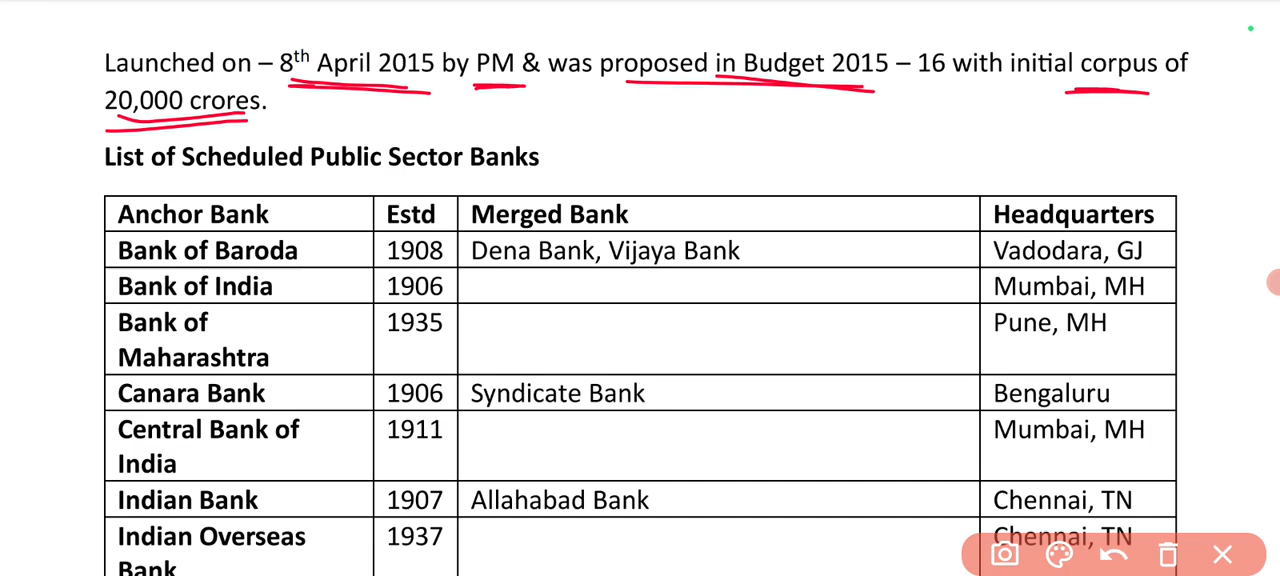 Launched on – 8th April 2015 by PM & was proposed in Budget 2015 – 16 with initial corpus of
20,000 crores.
List of Scheduled Public Sector Banks
Anchor Bank Estd Merged Bank Headquarters
Bank of Baroda 1908 Dena Bank, Vijaya Bank Vadodara, GJ
Bank of India 1906 Mumbai, MH
Bank of 1935 Pune, MH
Maharashtra
Canara Bank 1906 Syndicate Bank Bengaluru
Central Bank of 1911 Mumbai, MH
India
Indian Bank 1907 Allahabad Bank Chennai, TN
Indian Overseas 1937 Chennai, TN
Bank